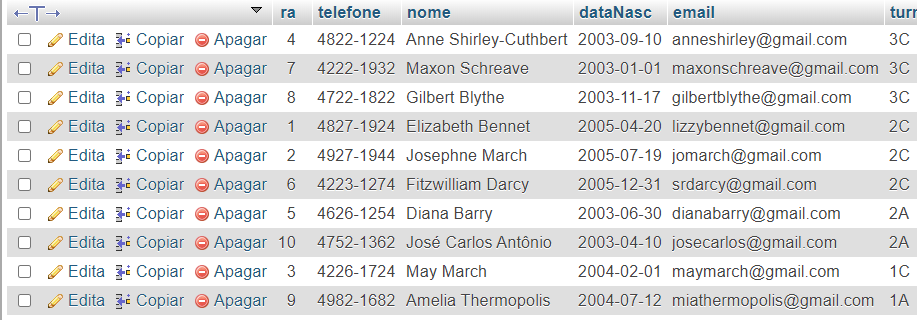 ←T→ ra telefone nome dataNasc email turn
Edita Copiar Apagar 4 4822-1224 Anne Shirley-Cuthbert 2003-09-10 anneshirley@gmail.com 3C
Edita Copiar Apagar 7 4222-1932 Maxon Schreave 2003-01-01 maxonschreave@gmail.com 3C
Edita Copiar Apagar 8 4722-1822 Gilbert Blythe 2003-11-17 gilbertblythe@gmail.com 3C
Edita Copiar Apagar 1 4827-1924 Elizabeth Bennet 2005-04-20 lizzybennet@gmail.com 2C
Edita Copiar Apagar 2 4927-1944 Josephne March 2005-07-19 jomarch@gmail.com 2C
Edita Copiar Apagar 6 4223-1274 Fitzwilliam Darcy 2005-12-31 srdarcy@gmail.com 2C
Edita Copiar Apagar 5 4626-1254 Diana Barry 2003-06-30 dianabarry@gmail.com 2A
Edita Copiar Apagar 10 4752-1362 José Carlos Antônio 2003-04-10 josecarlos@gmail.com 2A
Edita Copiar Apagar 3 4226-1724 May March 2004-02-01 maymarch@gmail.com 1C
Edita Copiar Apagar 9 4982-1682 Amelia Thermopolis 2004-07-12 miathermopolis@gmail.com 1A